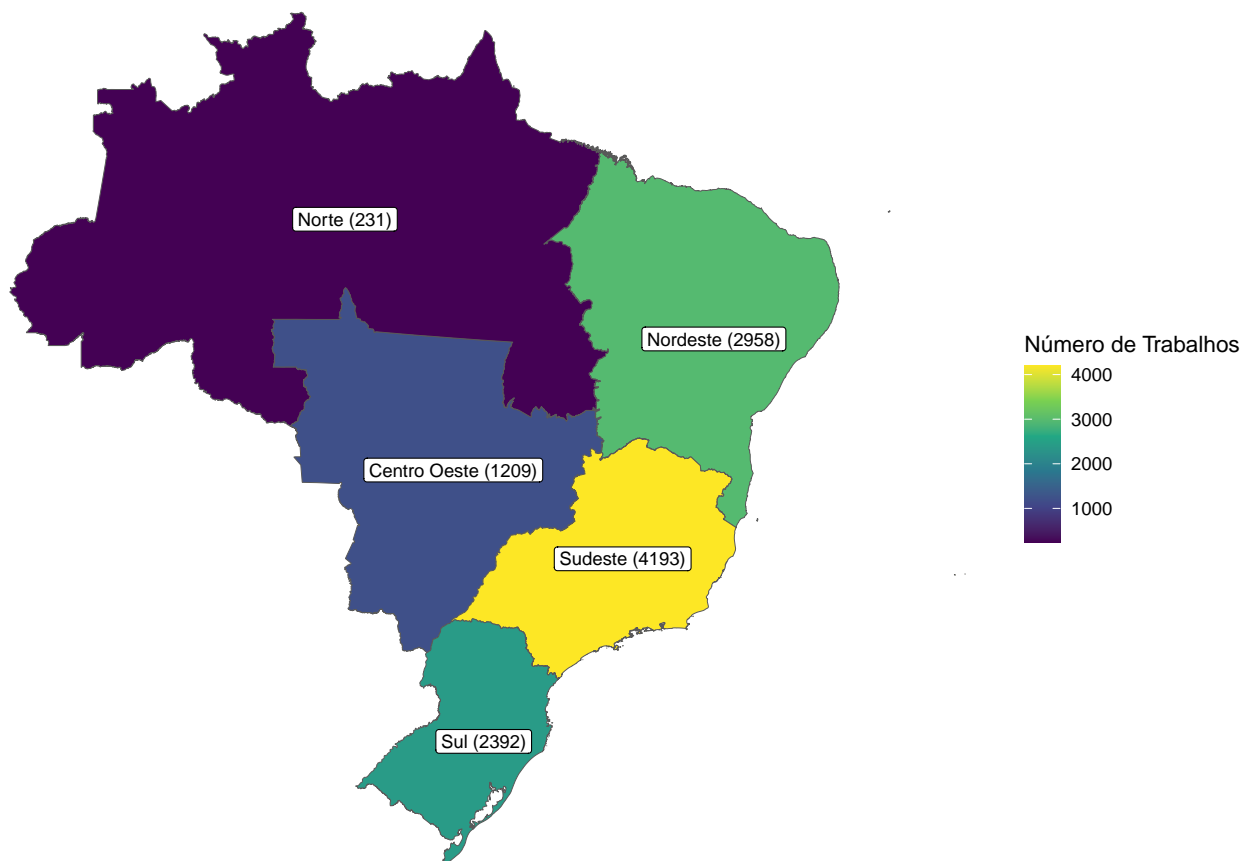 Norte (231)
Nordeste (2958)
Centro Oeste (1209)
Sudeste (4193)
Sul (2392)
Número de Trabalhos
4000
3000
2000
1000